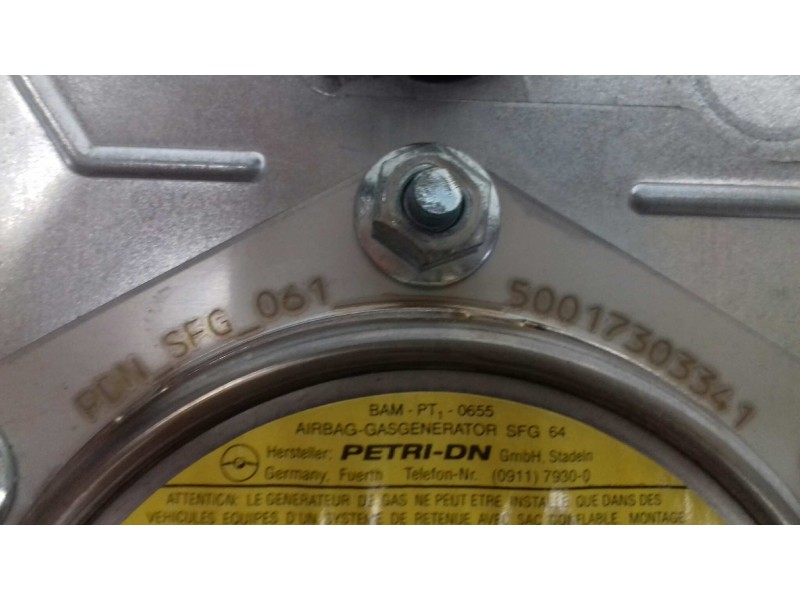 PDN_SFG_061________50017303341
BAM - PT₁ - 0655
AIRBAG-GASGENERATOR SFG 64
Hersteller: PETRI-DN GmbH, Stadeln
Germany, Fuerth Telefon-Nr. (0911) 7930-0
ATTENTION: LE GENERATEUR DE GAS NE PEUT ETRE INSTALLE QUE DANS DES
VEHICULES EQUIPES D'UN SYSTEME DE RETENUE AVEC SAC GONFLABLE, MONTAGE